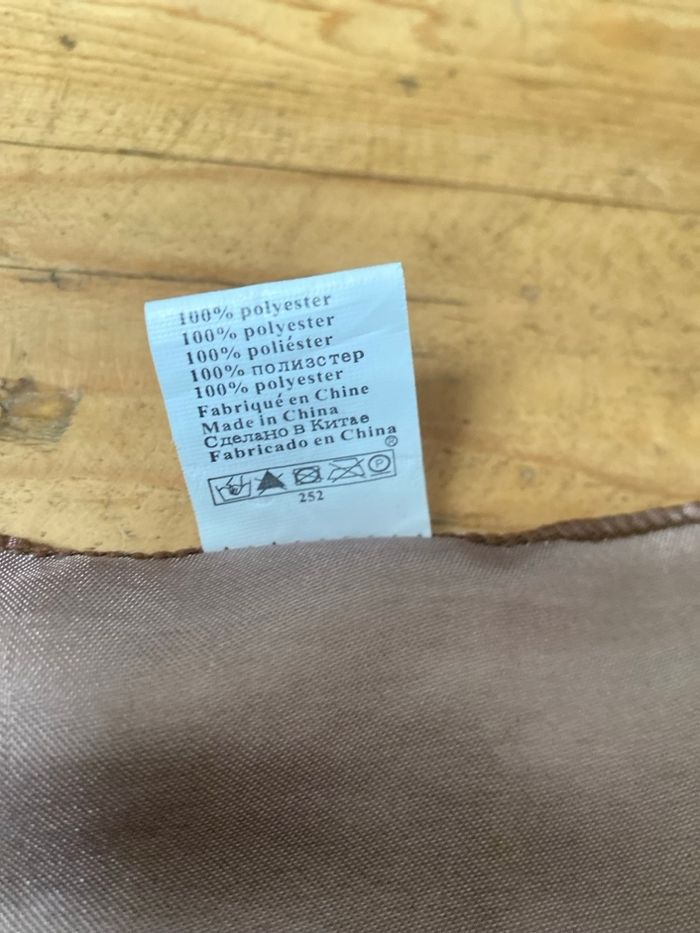 100% polyester
100% polyester
100% poliéster
100% полизстер
100% polyester
Fabriqué en Chine
Made in China
Сделано в Китае
Fabricado en China
®
P
252